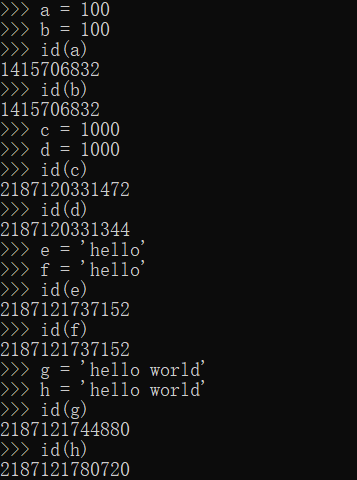 >>> a = 100
>>> b = 100
>>> id(a)
1415706832
>>> id(b)
1415706832
>>> c = 1000
>>> d = 1000
>>> id(c)
2187120331472
>>> id(d)
2187120331344
>>> e = 'hello'
>>> f = 'hello'
>>> id(e)
2187121737152
>>> id(f)
2187121737152
>>> g = 'hello world'
>>> h = 'hello world'
>>> id(g)
2187121744880
>>> id(h)
2187121780720